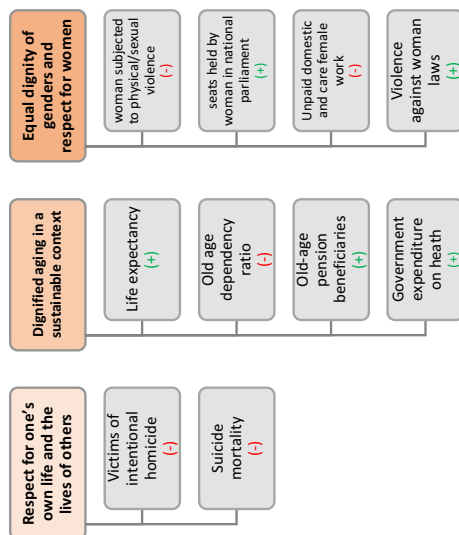 Respect for one's
own life and the
lives of others
Victims of
intentional
homicide
(-)
Suicide
mortality
(-)
Dignified aging in a
sustainable context
Life expectancy
(+)
Old age
dependency
ratio
(-)
Old-age
pension
beneficiaries
(+)
Government
expenditure
on heath
(+)
Equal dignity of
genders and
respect for women
woman subjected
to physical/sexual
violence
(-)
seats held by
woman in national
parliament
(+)
Unpaid domestic
and care female
work
(-)
Violence
against woman
laws
(+)